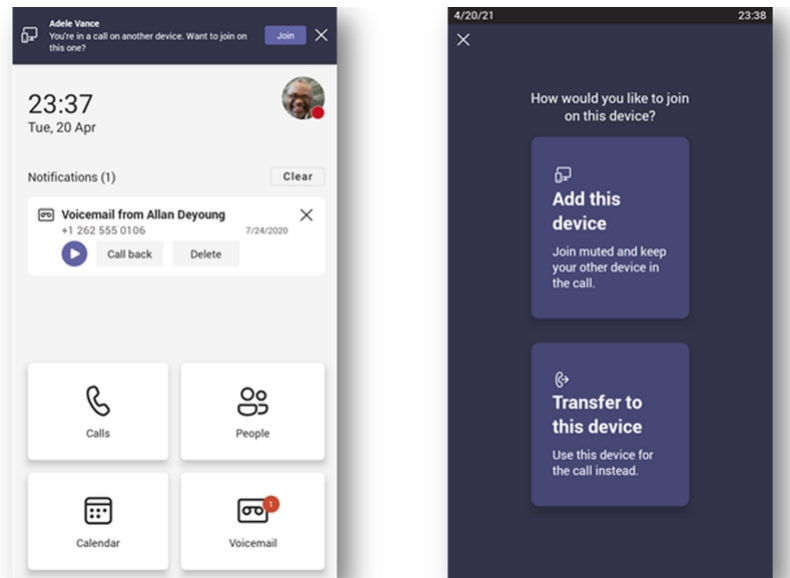 Adele Vance
You're in a call on another device. Want to join on
this one?
Join
23:37
Tue, 20 Apr
Notifications (1)
Clear
Voicemail from Allan Deyoung
+1 262 555 0106
7/24/2020
Call back
Delete
Calls
People
Calendar
1
Voicemail
4/20/21
23:38
How would you like to join
on this device?
Add this
device
Join muted and keep
your other device in
the call.
Transfer to
this device
Use this device for
the call instead.